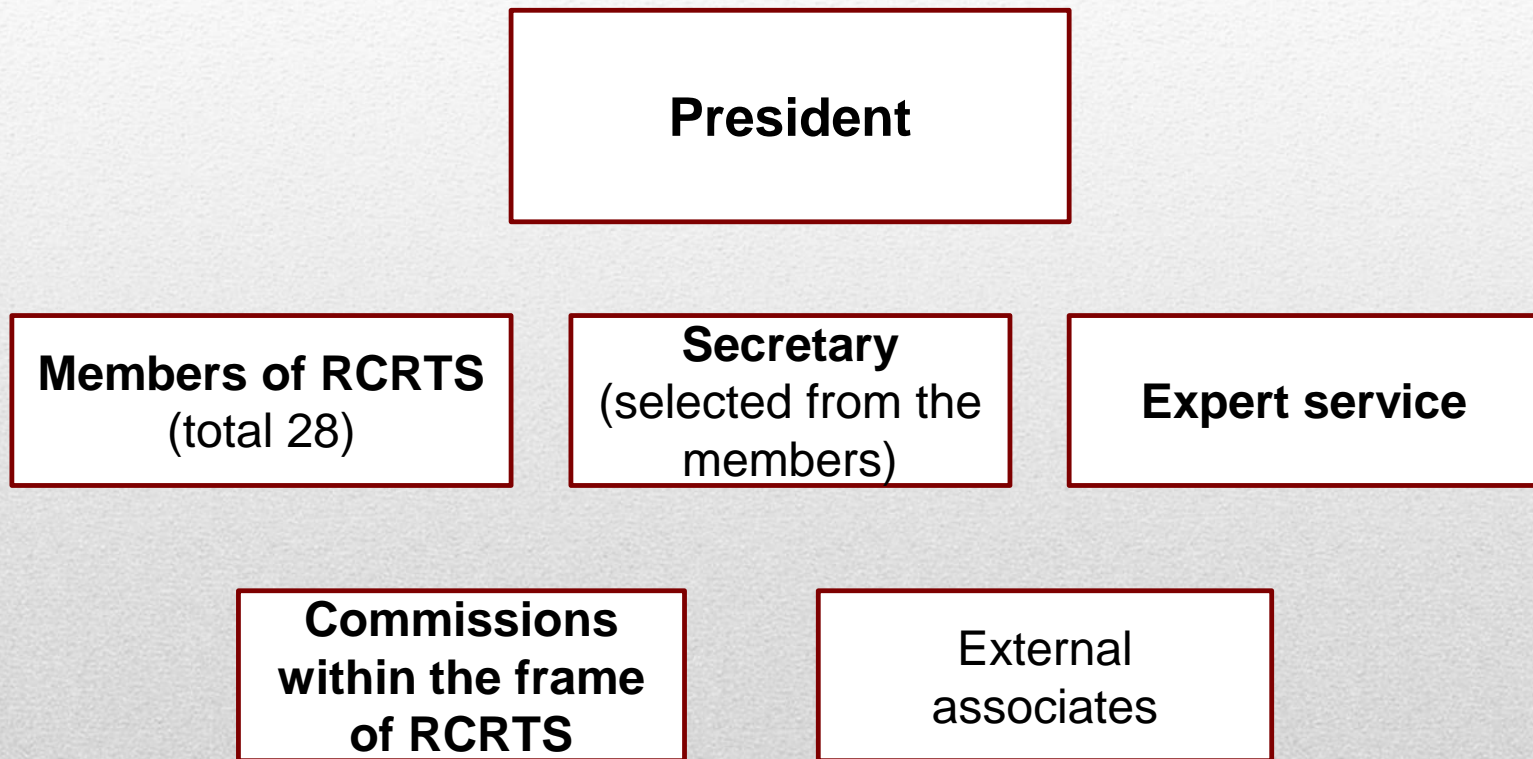 President
Members of RCRTS
(total 28)
Secretary
(selected from the
members)
Expert service
Commissions
within the frame
of RCRTS
External
associates